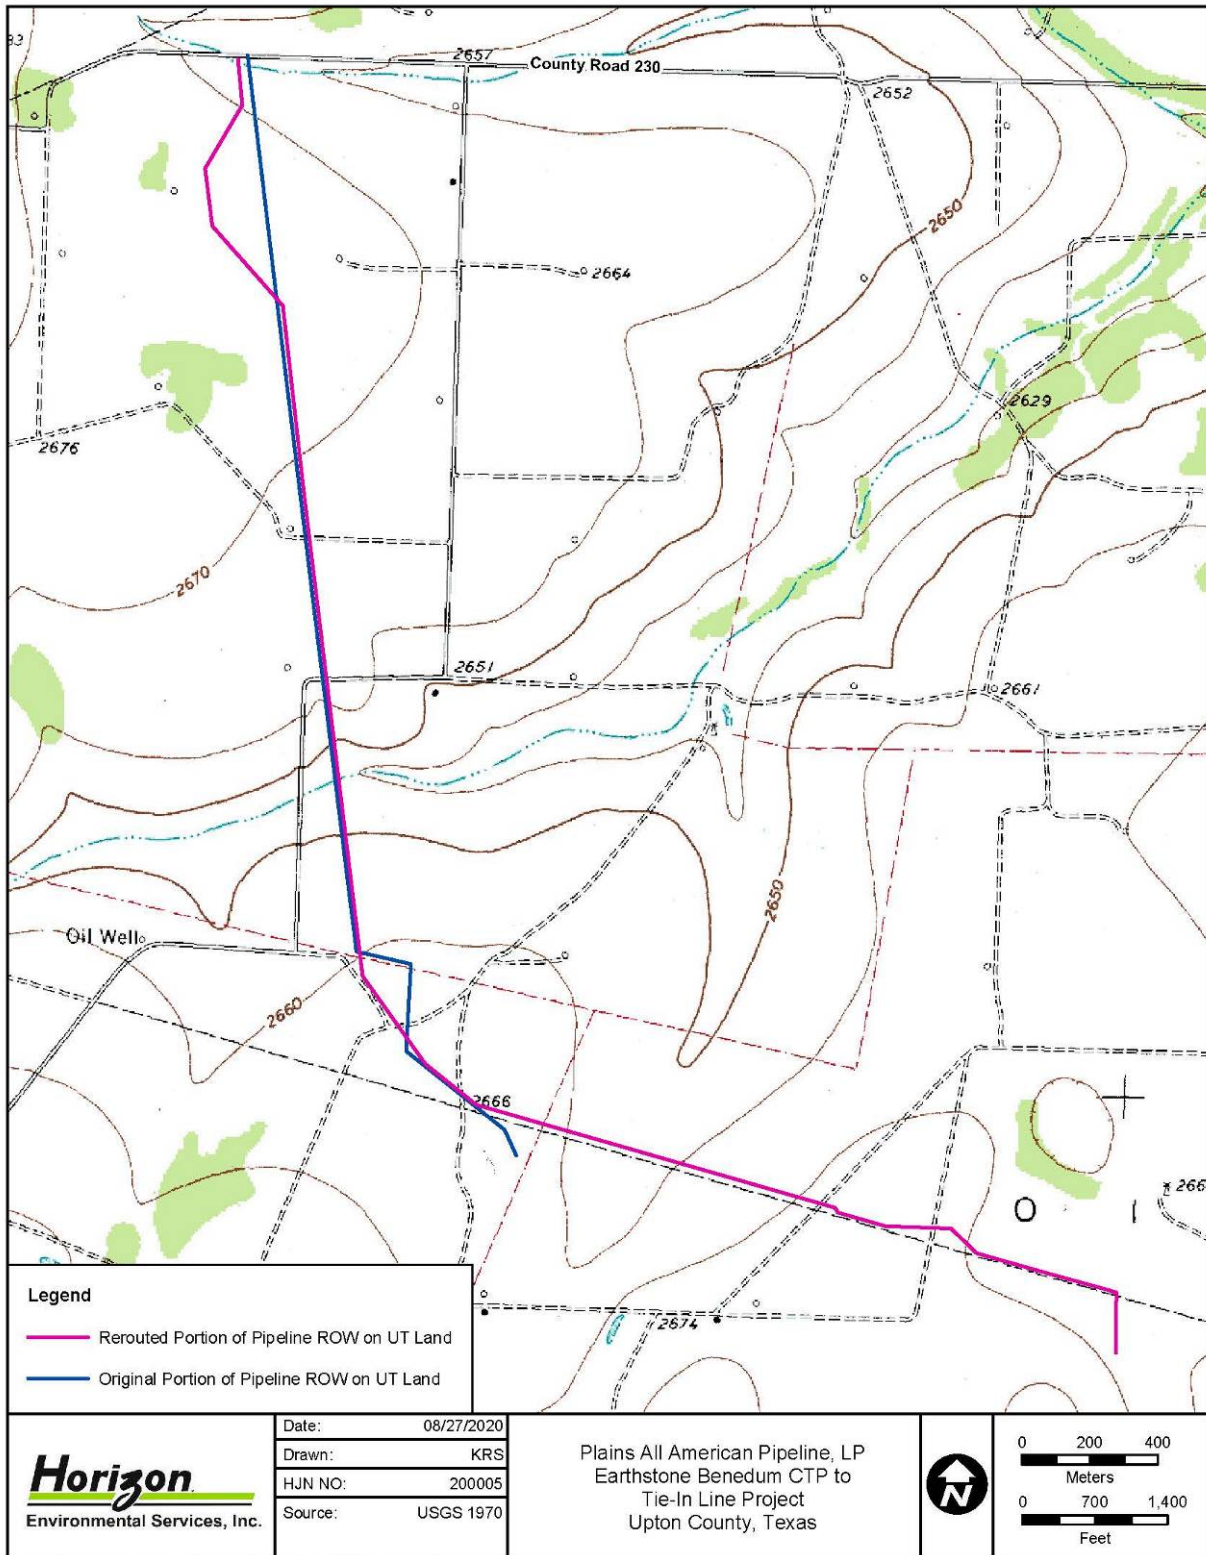 83
2657
County Road 230
2652
2650
2664
2629
2676
2670
2651
2661
2650
Oil Well
2660
2666
266
O I
2674
Legend
Rerouted Portion of Pipeline ROW on UT Land
Original Portion of Pipeline ROW on UT Land
Horizon
Environmental Services, Inc.
Date: 08/27/2020
Drawn: KRS
HJN NO: 200005
Source: USGS 1970
Plains All American Pipeline, LP
Earthstone Benedum CTP to
Tie-In Line Project
Upton County, Texas
N
0 200 400
Meters
0 700 1,400
Feet